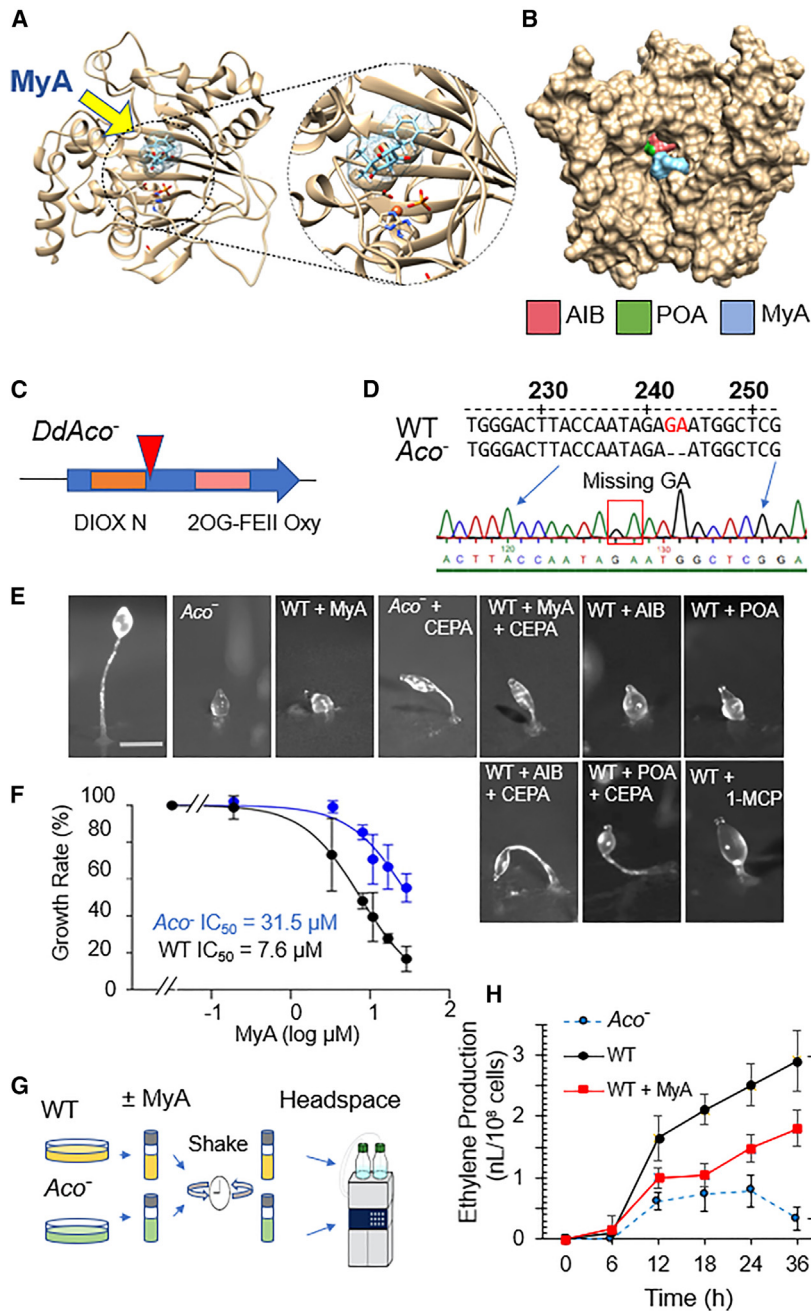 A
MyA
B
AIB POA MyA
C
DdAco-
DIOX N 2OG-FEII Oxy
D
230 240 250
WT TGGGACTTACCAATAGAGAATGGCTCG
Aco- TGGGACTTACCAATAGA--ATGGCTCG
Missing GA
120 130
A C T T A C C A A T A G A A T G G C T C G G A
E
Aco-
WT + MyA
Aco- + CEPA
WT + MyA + CEPA
WT + AIB
WT + POA
WT + AIB + CEPA
WT + POA + CEPA
WT + 1-MCP
F
Growth Rate (%)
100
80
60
40
20
0
Aco- IC50 = 31.5 μM
WT IC50 = 7.6 μM
-1 0 1 2
MyA (log μM)
G
WT
± MyA
Headspace
Shake
Aco-
H
Aco-
WT
WT + MyA
Ethylene Production
(nL/10^8 cells)
3
2
1
0
0 6 12 18 24 36
Time (h)